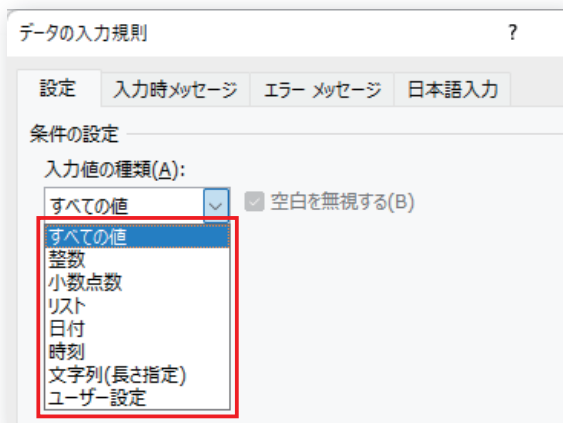 データの入力規則 ?
設定 入力時メッセージ エラー メッセージ 日本語入力
条件の設定
入力値の種類(A):
すべての値 空白を無視する(B)
すべての値
整数
小数点数
リスト
日付
時刻
文字列(長さ指定)
ユーザー設定